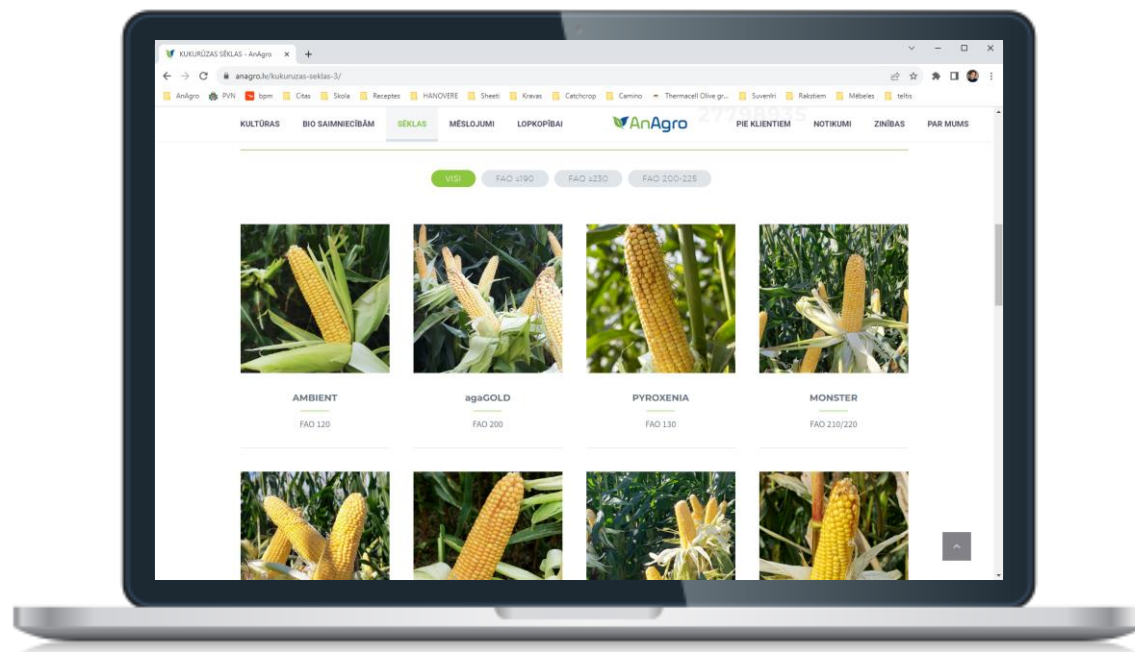 KUKURŪZAS SĒKLAS - AnAgro
anagro.lv/kukuruzas-seklas-3/
AnAgro PVN bpm Citas Skola Receptes HANOVERE Sheeti Kravas Catchcrop Camino Thermacell Olive gr... Suvenīri Rakstiem Mēbeles teltis
27798935
KULTŪRAS BIO SAIMNIECĪBĀM SĒKLAS MĒSLOJUMI LOPKOPĪBAI AnAgro PIE KLIENTIEM NOTIKUMI ZINĪBAS PAR MUMS
VISI FAO ≤190 FAO ≥230 FAO 200-225
AMBIENT agaGOLD PYROXENIA MONSTER
FAO 120 FAO 200 FAO 130 FAO 210/220